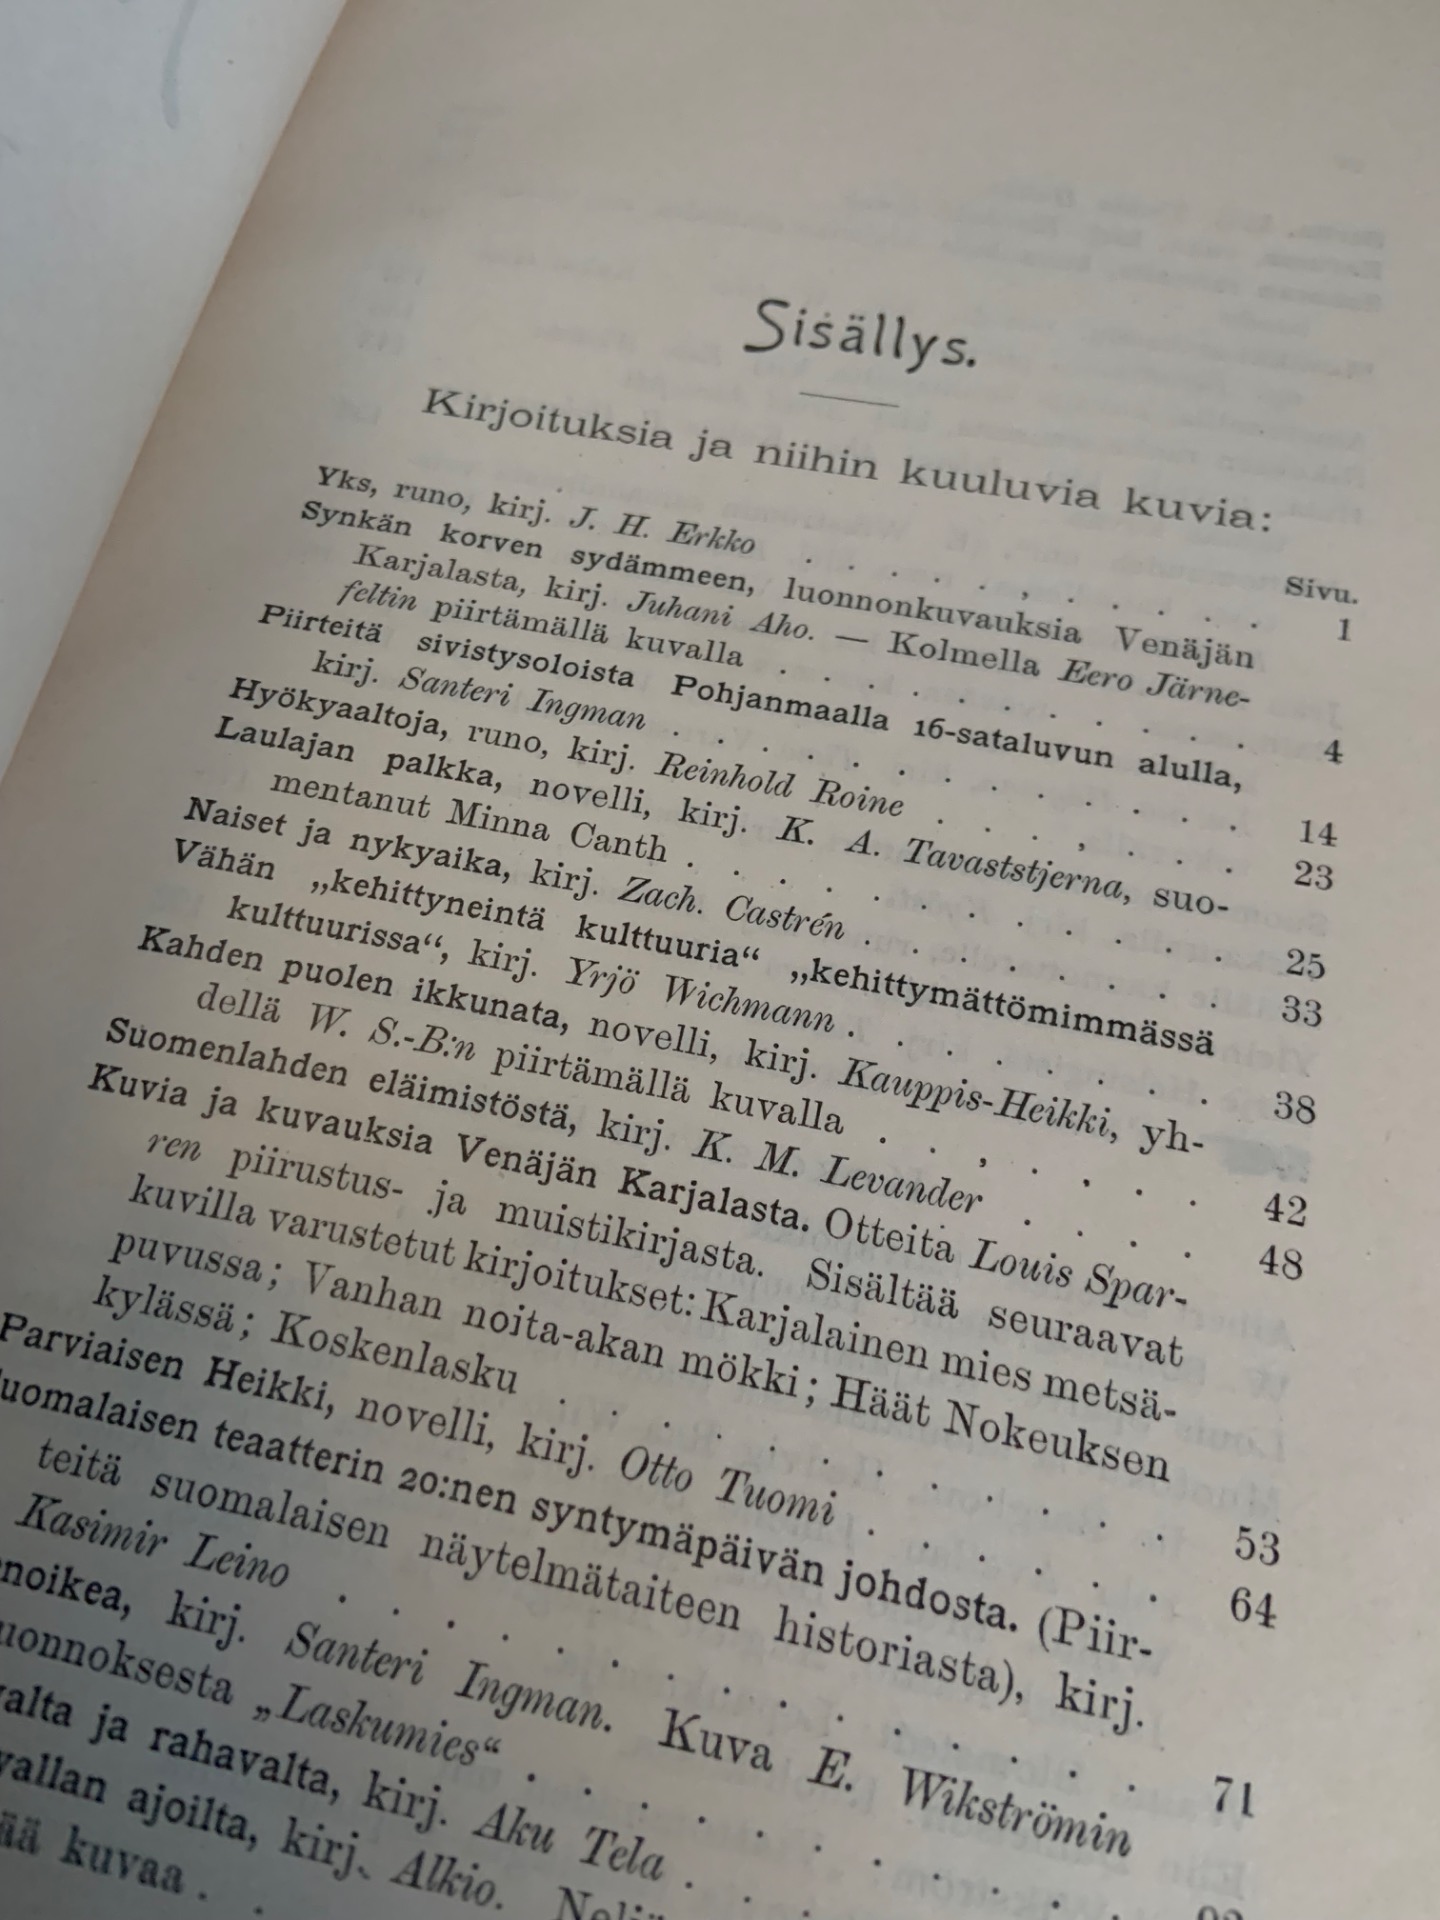 Sisällys.
Kirjoituksia ja niihin kuuluvia kuvia:
Sivu.
Yks, runo, kirj. J. H. Erkko . . . . , . . . . . 1
Synkän korven sydämmeen, luonnonkuvauksia Venäjän
Karjalasta, kirj. Juhani Aho. — Kolmella Eero Järne-
feltin piirtämällä kuvalla . . . . . . . . . . . 4
Piirteitä sivistysoloista Pohjanmaalla 16-sataluvun alulla,
kirj. Santeri Ingman . . . . . . . . . . . . . 14
Hyökyaaltoja, runo, kirj. Reinhold Roine . . . , . . . 23
Laulajan palkka, novelli, kirj. K. A. Tavaststjerna, suo-
mentanut Minna Canth . . . . . . . . . . . . 25
Naiset ja nykyaika, kirj. Zach. Castrén . . . . . . . . 33
Vähän „kehittyneintä kulttuuria“ „kehittymättömimmässä
kulttuurissa“, kirj. Yrjö Wichmann . . . . . . . . 38
Kahden puolen ikkunata, novelli, kirj. Kauppis-Heikki, yh-
dellä W. S.-B:n piirtämällä kuvalla . . , . . . . 42
Suomenlahden eläimistöstä, kirj. K. M. Levander . . . . 48
Kuvia ja kuvauksia Venäjän Karjalasta. Otteita Louis Spar-
ren piirustus- ja muistikirjasta. Sisältää seuraavat
kuvilla varustetut kirjoitukset: Karjalainen mies metsä-
puvussa; Vanhan noita-akan mökki; Häät Nokeuksen
kylässä; Koskenlasku . . . . . . . . . . . . 53
Parviaisen Heikki, novelli, kirj. Otto Tuomi . . . . . . 64
uomalaisen teaatterin 20:nen syntymäpäivän johdosta. (Piir-
teitä suomalaisen näytelmätaiteen historiasta), kirj.
Kasimir Leino . . . . . . . . . . . . . . . 71
noikea, kirj. Santeri Ingman. Kuva E. Wikströmin
uonnoksesta „Laskumies“ . . . . . . . . . .
valta ja rahavalta, kirj. Aku Tela . . . . . . .
vallan ajoilta, kirj. Alkio.
ää kuvaa . .